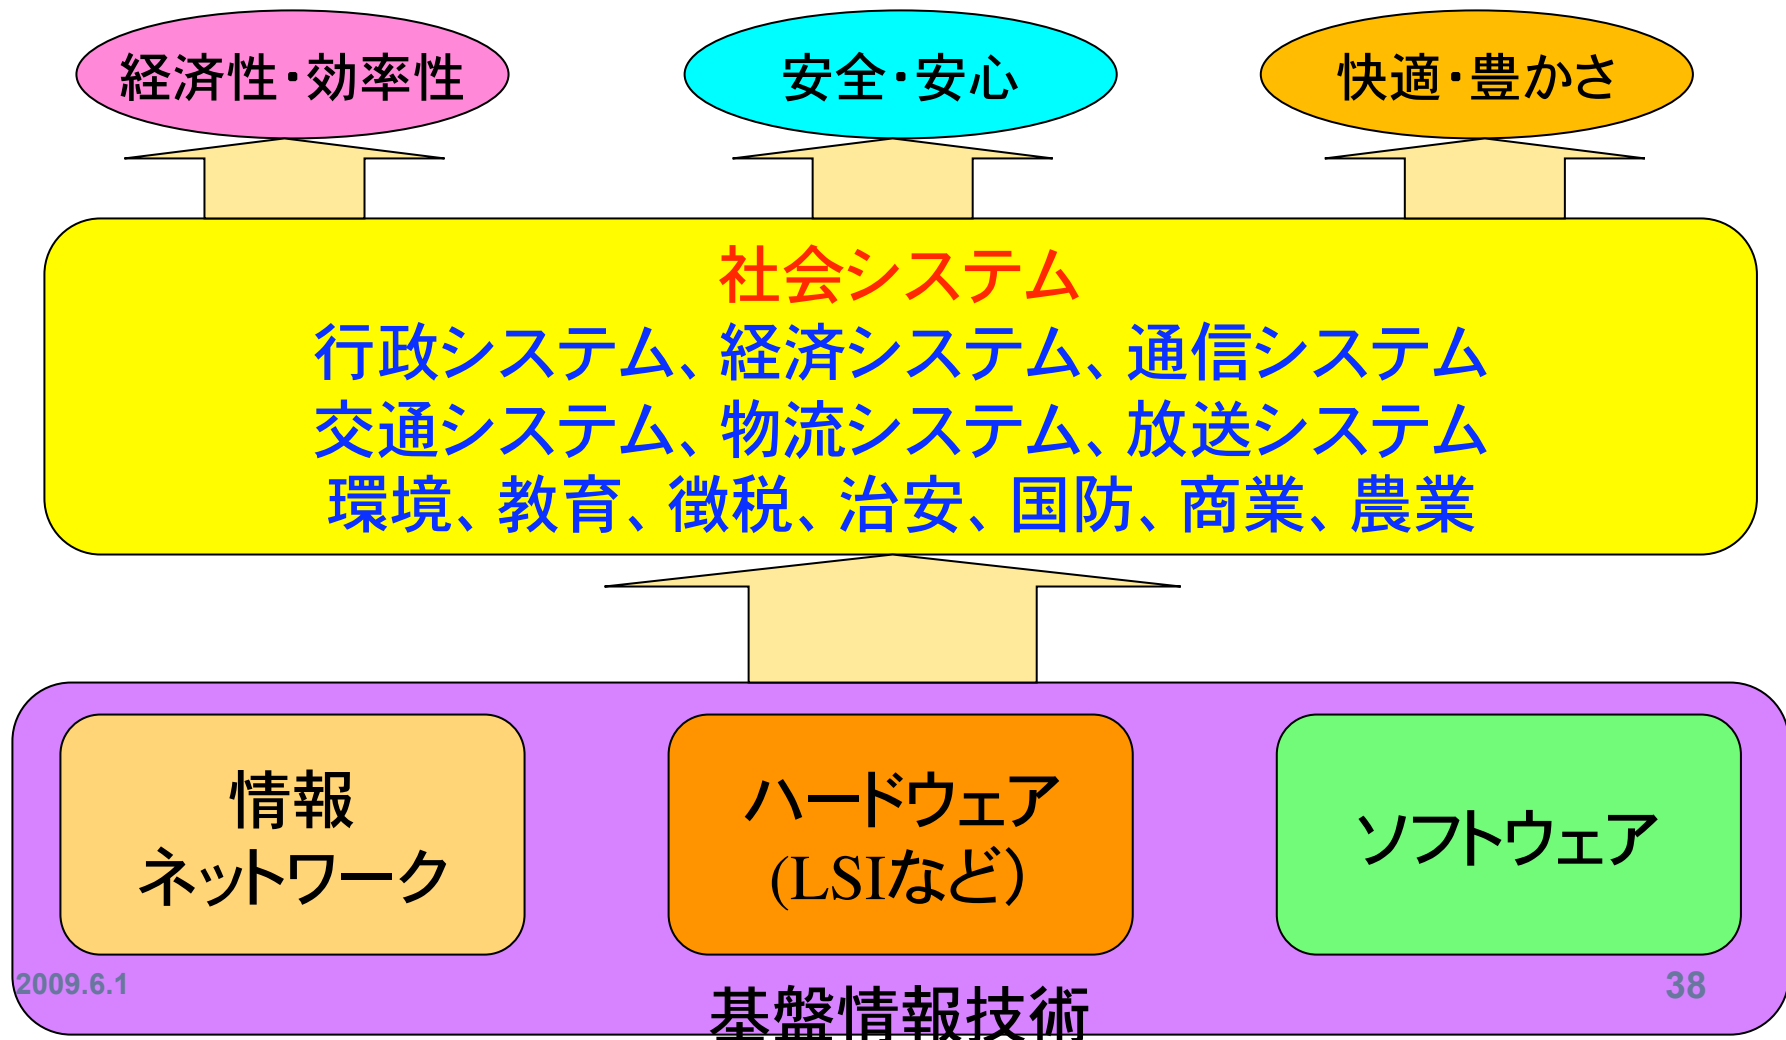 経済性・効率性
安全・安心
快適・豊かさ
社会システム
行政システム、経済システム、通信システム
交通システム、物流システム、放送システム
環境、教育、徴税、治安、国防、商業、農業
情報
ネットワーク
ハードウェア
(LSIなど）
ソフトウェア
2009.6.1
38
基盤情報技術